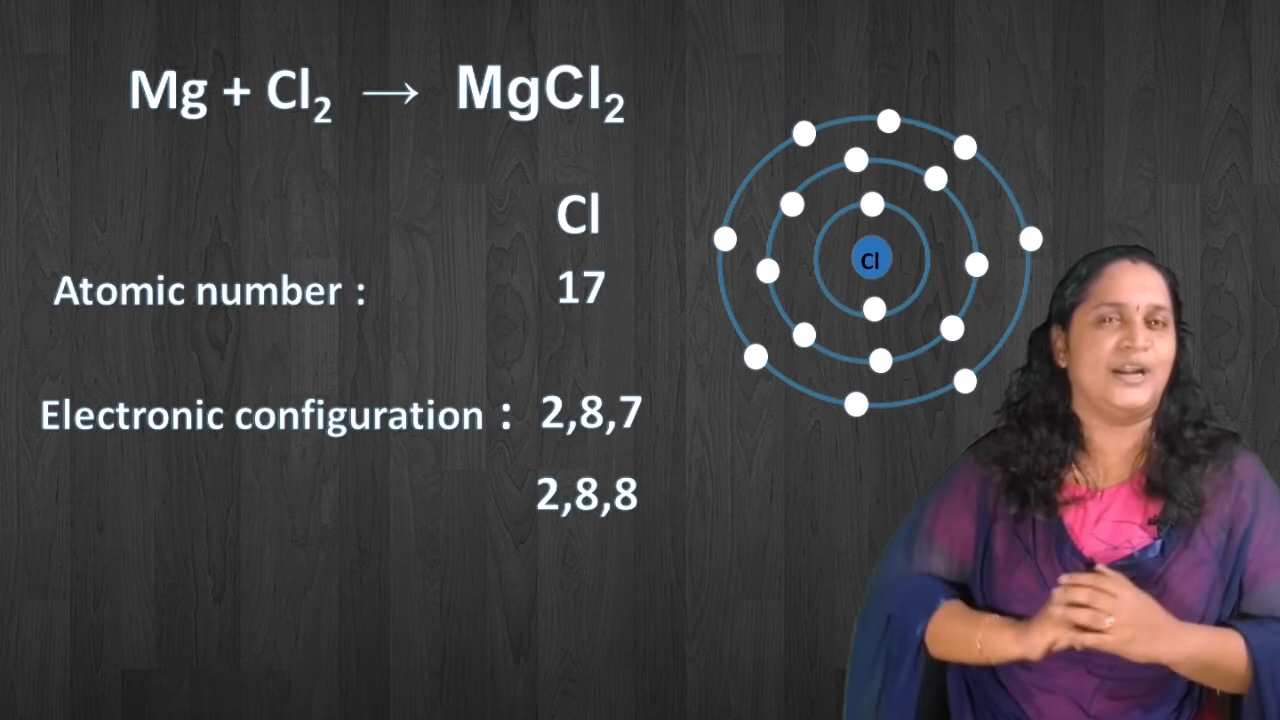 Mg + Cl₂ → MgCl₂
Cl
Atomic number : 17
Electronic configuration : 2,8,7
2,8,8
Cl